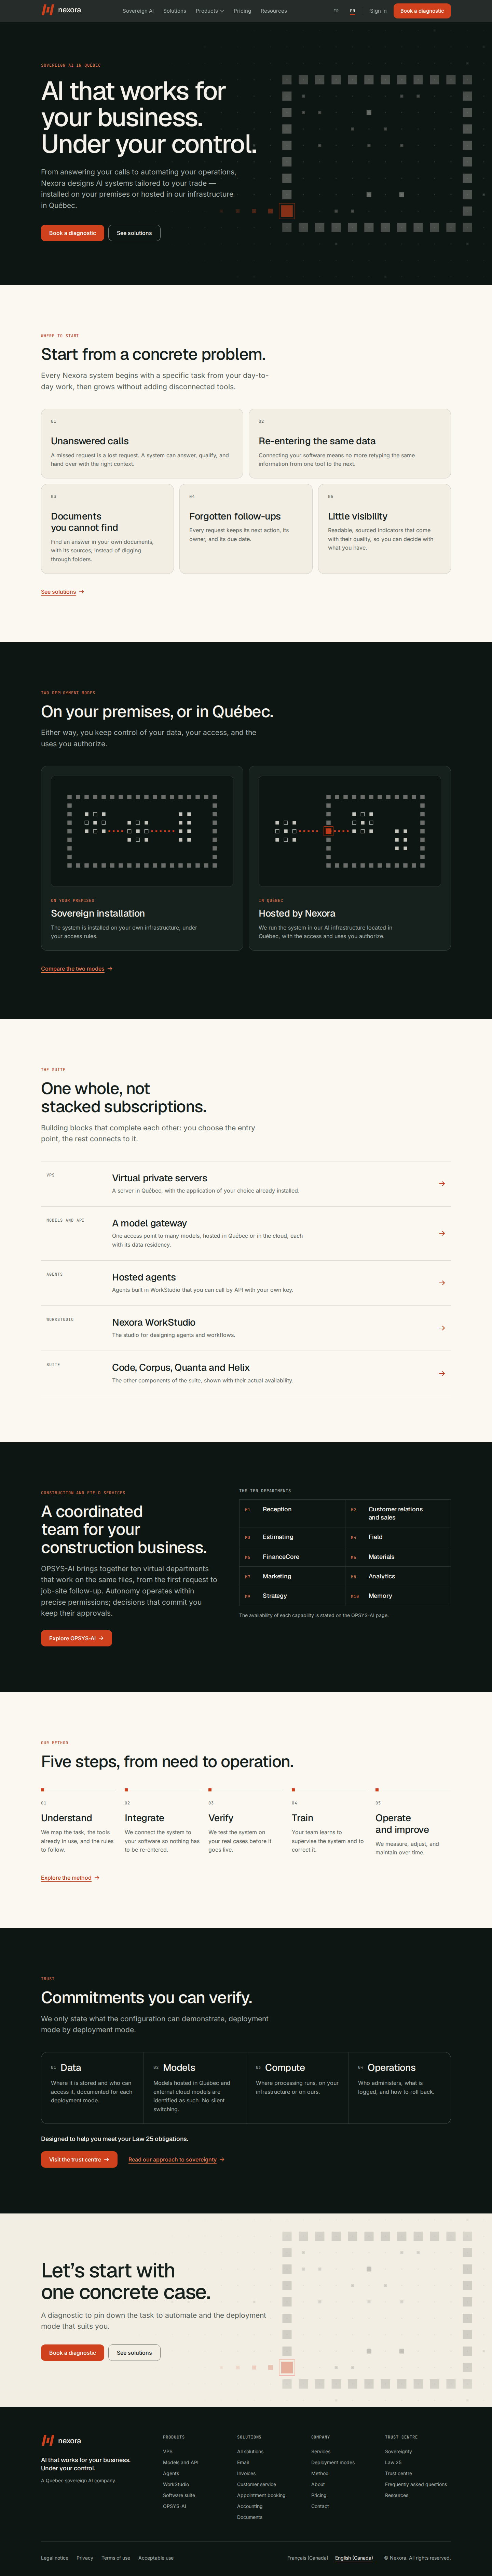 nexora
Sovereign AI
Solutions
Products
Pricing
Resources
FR
EN
Sign in
Book a diagnostic
SOVEREIGN AI IN QUÉBEC
AI that works for
your business.
Under your control.
From answering your calls to automating your operations,
Nexora designs AI systems tailored to your trade —
installed on your premises or hosted in our infrastructure
in Québec.
Book a diagnostic
See solutions
WHERE TO START
Start from a concrete problem.
Every Nexora system begins with a specific task from your day-to-
day work, then grows without adding disconnected tools.
01
Unanswered calls
A missed request is a lost request. A system can answer, qualify, and
hand over with the right context.
02
Re-entering the same data
Connecting your software means no more retyping the same
information from one tool to the next.
03
Documents
you cannot find
Find an answer in your own documents,
with its sources, instead of digging
through folders.
04
Forgotten follow-ups
Every request keeps its next action, its
owner, and its due date.
05
Little visibility
Readable, sourced indicators that come
with their quality, so you can decide with
what you have.
See solutions →
TWO DEPLOYMENT MODES
On your premises, or in Québec.
Either way, you keep control of your data, your access, and the
uses you authorize.
ON YOUR PREMISES
Sovereign installation
The system is installed on your own infrastructure, under
your access rules.
IN QUÉBEC
Hosted by Nexora
We run the system in our AI infrastructure located in
Québec, with the access and uses you authorize.
Compare the two modes →
THE SUITE
One whole, not
stacked subscriptions.
Building blocks that complete each other: you choose the entry
point, the rest connects to it.
VPS
Virtual private servers
A server in Québec, with the application of your choice already installed.
→
MODELS AND API
A model gateway
One access point to many models, hosted in Québec or in the cloud, each
with its data residency.
→
AGENTS
Hosted agents
Agents built in WorkStudio that you can call by API with your own key.
→
WORKSTUDIO
Nexora WorkStudio
The studio for designing agents and workflows.
→
SUITE
Code, Corpus, Quanta and Helix
The other components of the suite, shown with their actual availability.
→
CONSTRUCTION AND FIELD SERVICES
A coordinated
team for your
construction business.
OPSYS-AI brings together ten virtual departments
that work on the same files, from the first request to
job-site follow-up. Autonomy operates within
precise permissions; decisions that commit you
keep their approvals.
Explore OPSYS-AI →
THE TEN DEPARTMENTS
M1 Reception
M2 Customer relations
and sales
M3 Estimating
M4 Field
M5 FinanceCore
M6 Materials
M7 Marketing
M8 Analytics
M9 Strategy
M10 Memory
The availability of each capability is stated on the OPSYS-AI page.
OUR METHOD
Five steps, from need to operation.
01
Understand
We map the task, the tools
already in use, and the rules
to follow.
02
Integrate
We connect the system to
your software so nothing has
to be re-entered.
03
Verify
We test the system on
your real cases before it
goes live.
04
Train
Your team learns to
supervise the system and to
correct it.
05
Operate
and improve
We measure, adjust, and
maintain over time.
Explore the method →
TRUST
Commitments you can verify.
We only state what the configuration can demonstrate, deployment
mode by deployment mode.
01 Data
Where it is stored and who can
access it, documented for each
deployment mode.
02 Models
Models hosted in Québec and
external cloud models are
identified as such. No silent
switching.
03 Compute
Where processing runs, on your
infrastructure or on ours.
04 Operations
Who administers, what is
logged, and how to roll back.
Designed to help you meet your Law 25 obligations.
Visit the trust centre →
Read our approach to sovereignty →
Let’s start with
one concrete case.
A diagnostic to pin down the task to automate and the deployment
mode that suits you.
Book a diagnostic
See solutions
nexora
AI that works for your business.
Under your control.
A Québec sovereign AI company.
PRODUCTS
VPS
Models and API
Agents
WorkStudio
Software suite
OPSYS-AI
SOLUTIONS
All solutions
Email
Invoices
Customer service
Appointment booking
Accounting
Documents
COMPANY
Services
Deployment modes
Method
About
Pricing
Contact
TRUST CENTRE
Sovereignty
Law 25
Trust centre
Frequently asked questions
Resources
Legal notice
Privacy
Terms of use
Acceptable use
Français (Canada)
English (Canada)
© Nexora. All rights reserved.